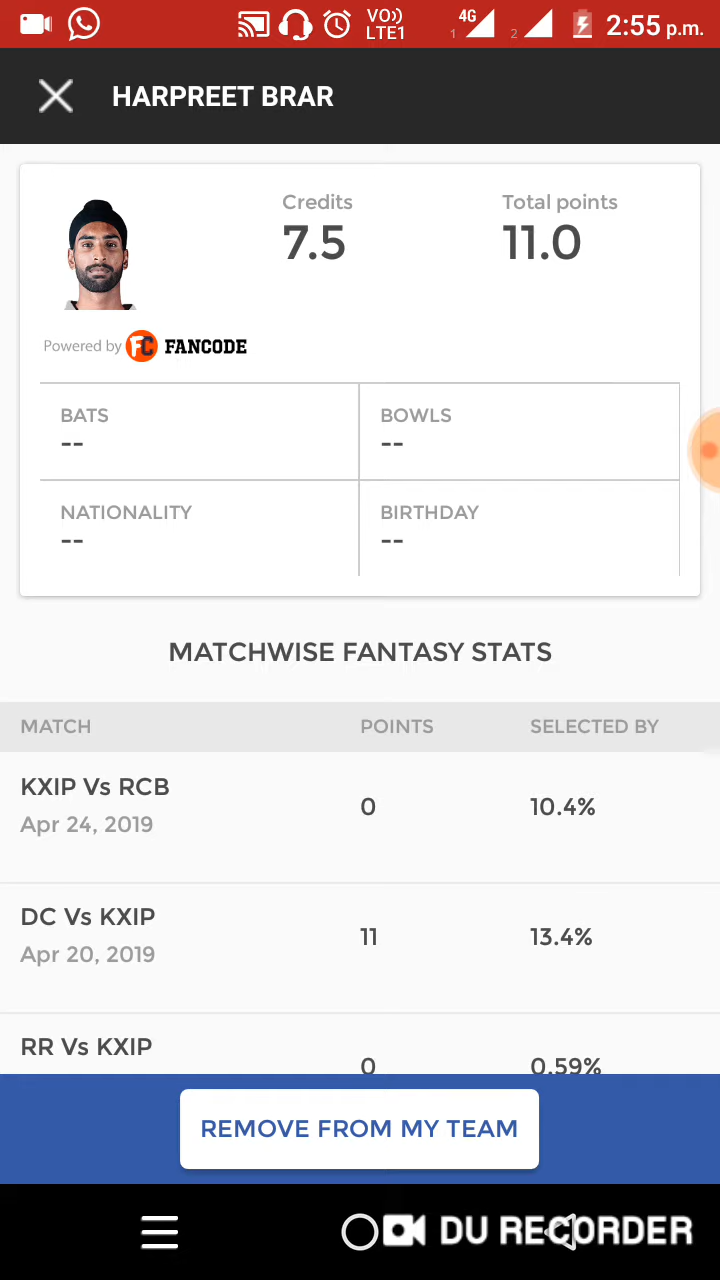 VO)) LTE1 4G 1 2 2:55 p.m.
HARPREET BRAR
Credits Total points
7.5 11.0
Powered by FC FANCODE
BATS BOWLS
-- --
NATIONALITY BIRTHDAY
-- --
MATCHWISE FANTASY STATS
MATCH POINTS SELECTED BY
KXIP Vs RCB 0 10.4%
Apr 24, 2019
DC Vs KXIP 11 13.4%
Apr 20, 2019
RR Vs KXIP 0 0.59%
REMOVE FROM MY TEAM
DU RECORDER